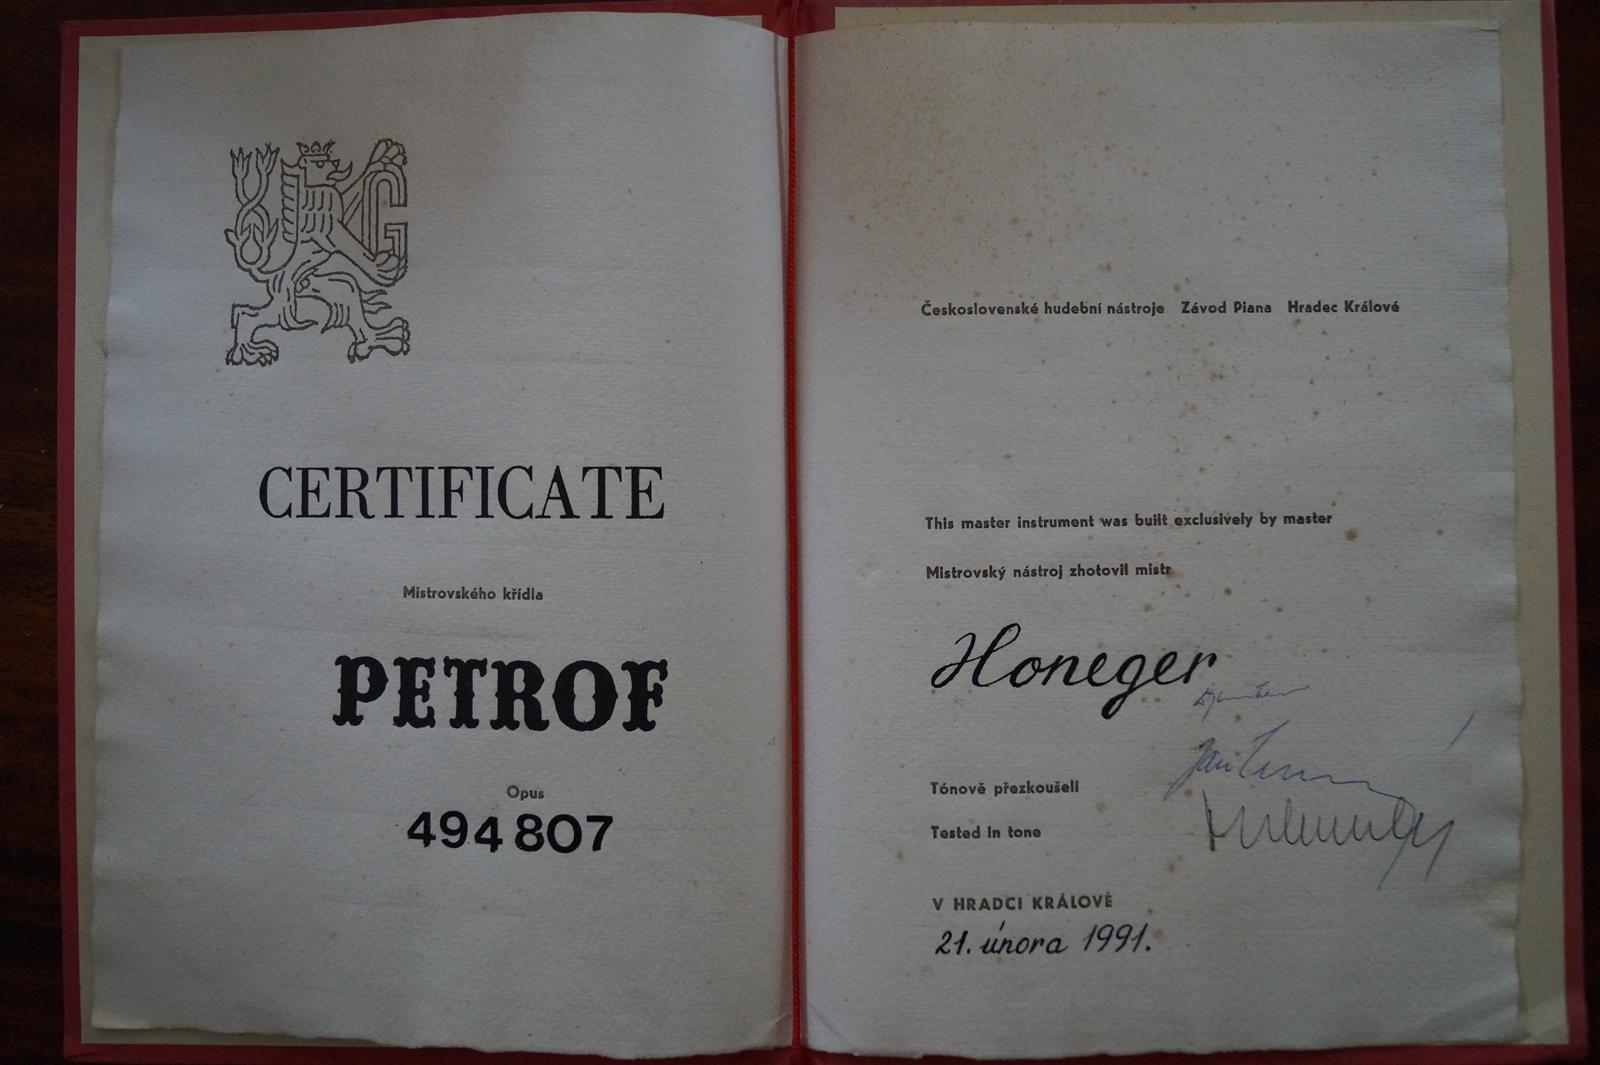 CERTIFICATE
Mistrovského křídla
PETROF
Opus
494 807
Československé hudební nástroje Závod Piana Hradec Králové
This master instrument was built exclusively by master
Mistrovský nástroj zhotovil mistr
Honeger
Tónově přezkoušeli
Tested in tone
V HRADCI KRÁLOVÉ
21. února 1991.